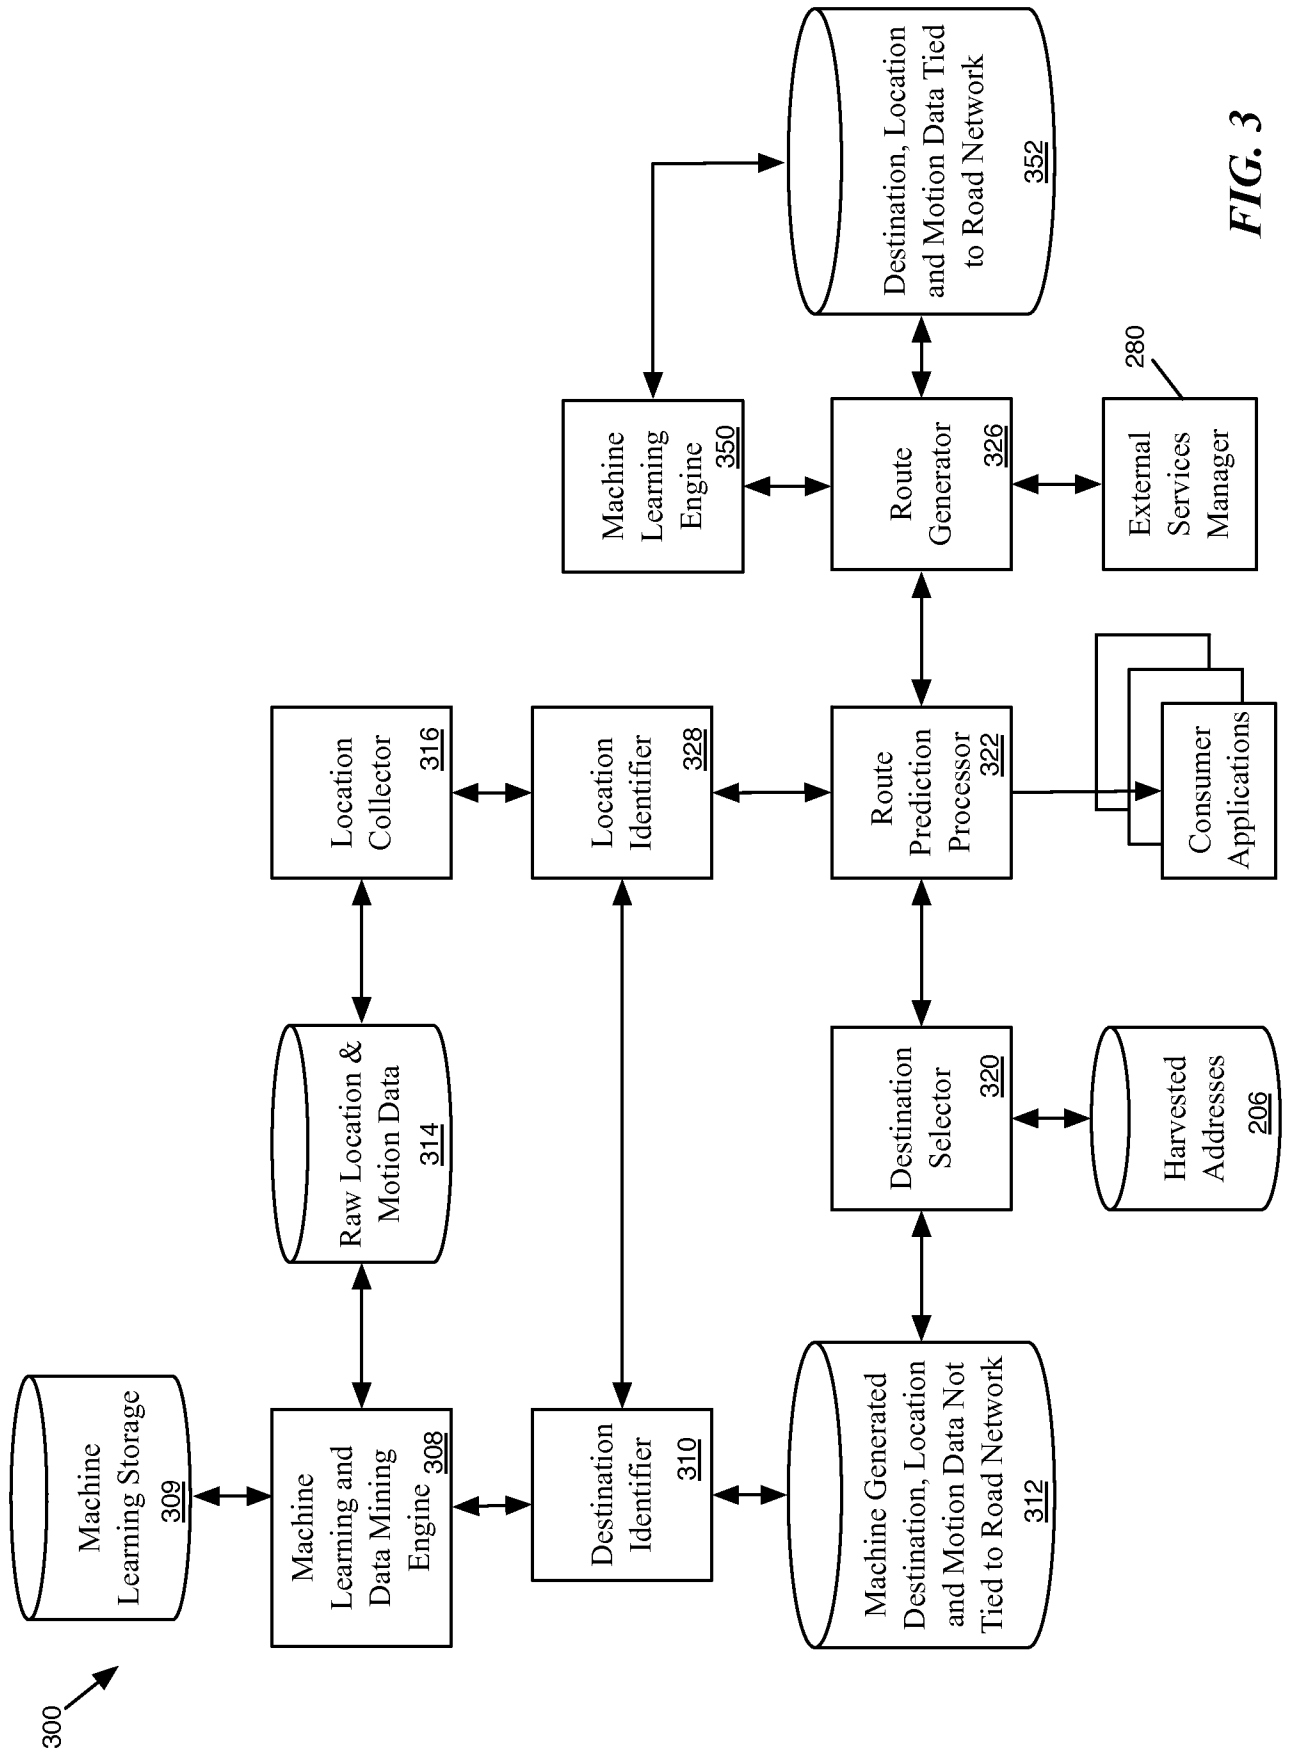 300
Machine
Learning Storage
309
Machine
Learning and
Data Mining
Engine
308
Raw Location &
Motion Data
314
Location
Collector
316
Destination
Identifier
310
Location
Identifier
328
Machine
Learning
Engine
350
Machine Generated
Destination, Location
and Motion Data Not
Tied to Road Network
312
Destination
Selector
320
Route
Prediction
Processor
322
Route
Generator
326
Destination, Location
and Motion Data Tied
to Road Network
352
Harvested
Addresses
206
Consumer
Applications
External
Services
Manager
280
FIG. 3